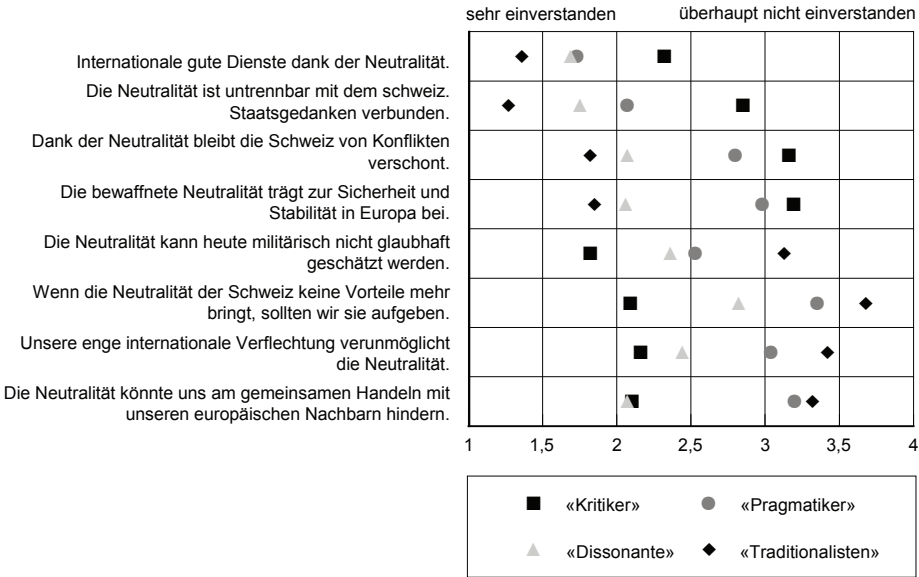 sehr einverstanden überhaupt nicht einverstanden
Internationale gute Dienste dank der Neutralität.
Die Neutralität ist untrennbar mit dem schweiz.
Staatsgedanken verbunden.
Dank der Neutralität bleibt die Schweiz von Konflikten
verschont.
Die bewaffnete Neutralität trägt zur Sicherheit und
Stabilität in Europa bei.
Die Neutralität kann heute militärisch nicht glaubhaft
geschätzt werden.
Wenn die Neutralität der Schweiz keine Vorteile mehr
bringt, sollten wir sie aufgeben.
Unsere enge internationale Verflechtung verunmöglicht
die Neutralität.
Die Neutralität könnte uns am gemeinsamen Handeln mit
unseren europäischen Nachbarn hindern.
1 1,5 2 2,5 3 3,5 4
«Kritiker» «Pragmatiker»
«Dissonante» «Traditionalisten»